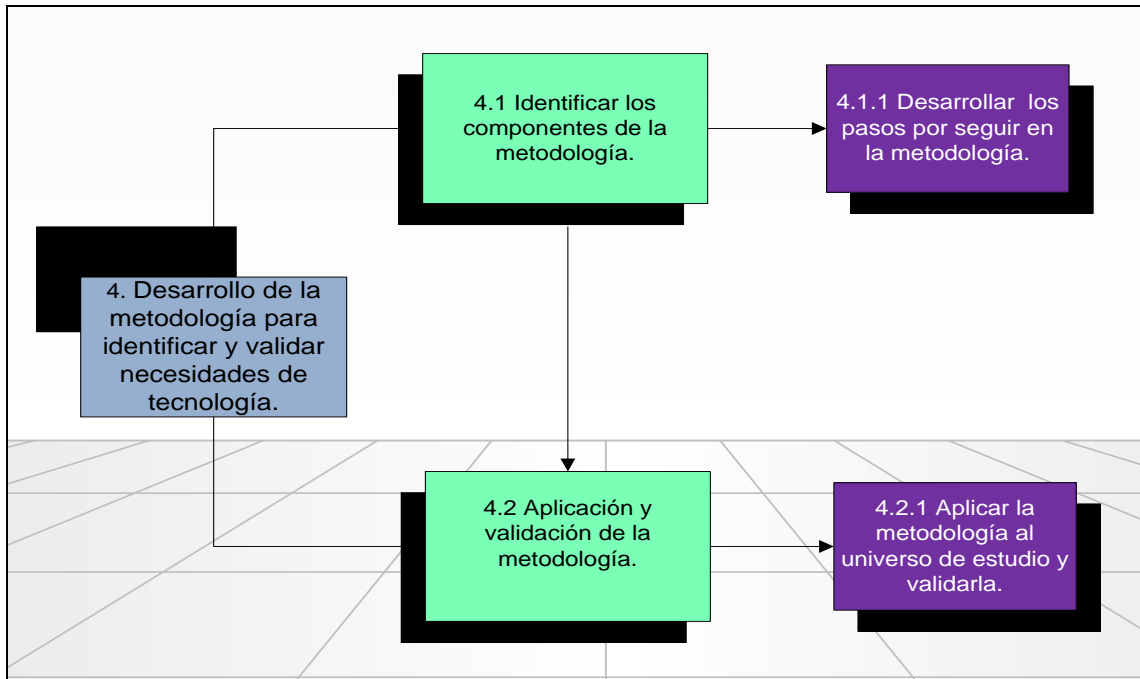 4.1 Identificar los
componentes de la
metodología.
4.1.1 Desarrollar  los
pasos por seguir en
la metodología.
4. Desarrollo de la
metodología para
identificar y validar
necesidades de
tecnología.
4.2 Aplicación y
validación de la
metodología.
4.2.1 Aplicar la
metodología al
universo de estudio y
validarla.